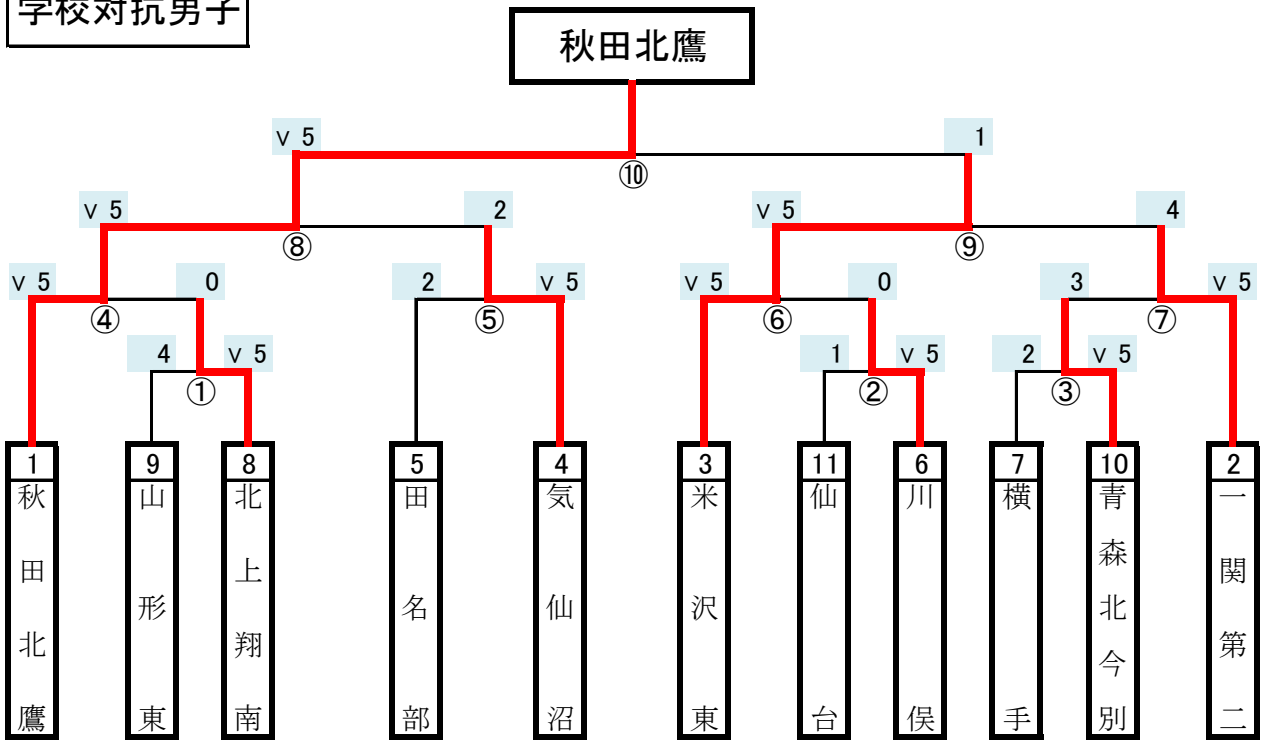 学校対抗男子
秋田北鷹
v 5
1
⑩
v 5
2
v 5
4
⑧
⑨
v 5
0
2
v 5
v 5
0
3
v 5
④
⑤
⑥
⑦
4
v 5
1
v 5
2
v 5
①
②
③
1
秋田北鷹
9
山形東
8
北上翔南
5
田名部
4
気仙沼
3
米沢東
11
仙台
6
川俣
7
横手
10
青森北今別
2
一関第二